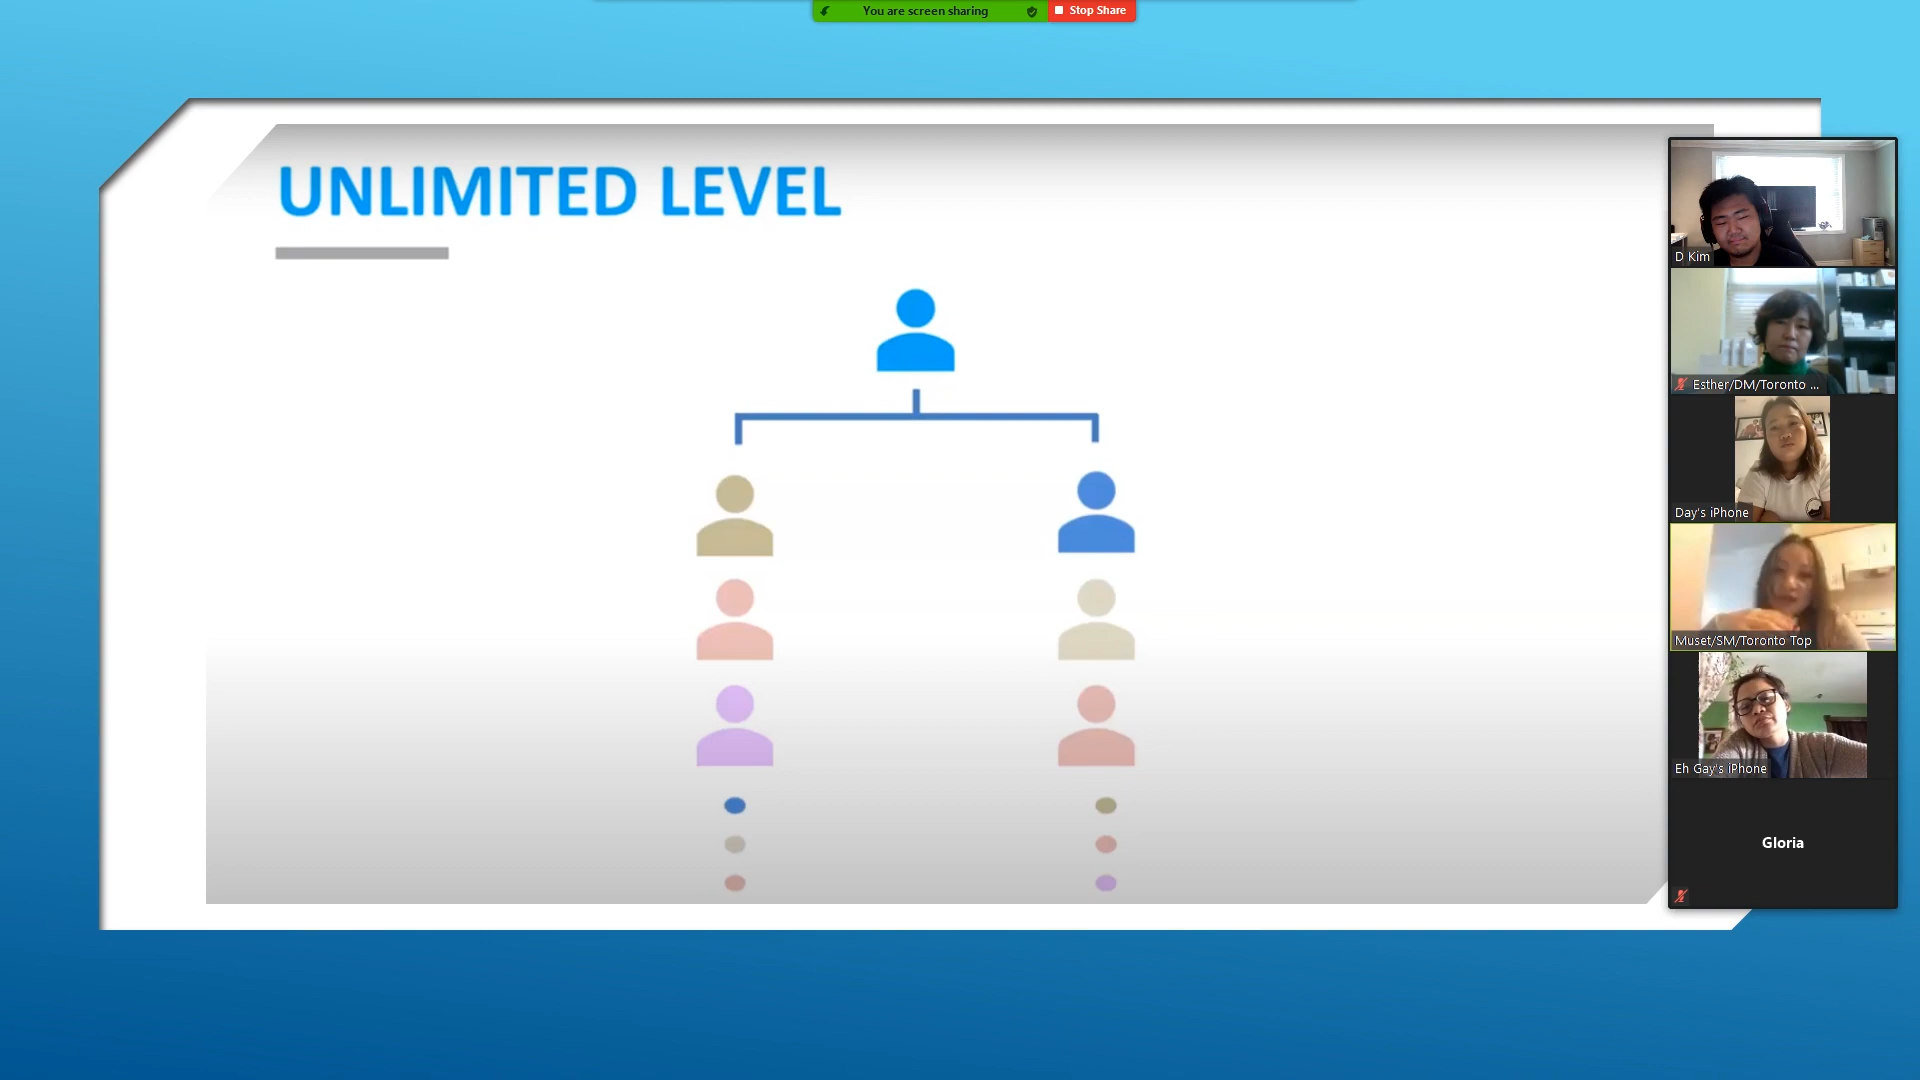 You are screen sharing
Stop Share
UNLIMITED LEVEL
D Kim
Esther/DM/Toronto ...
Day's iPhone
Muset/SM/Toronto Top
Eh Gay's iPhone
Gloria